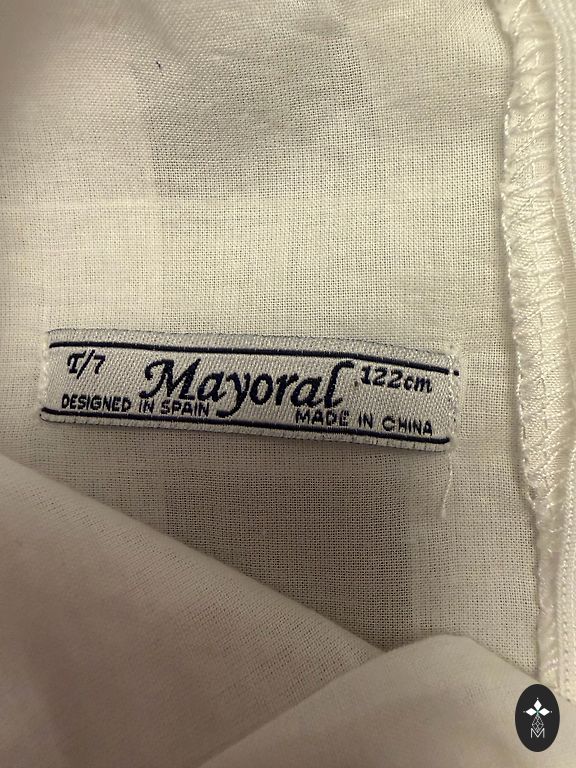 T/7 Mayoral 122cm
DESIGNED IN SPAIN MADE IN CHINA